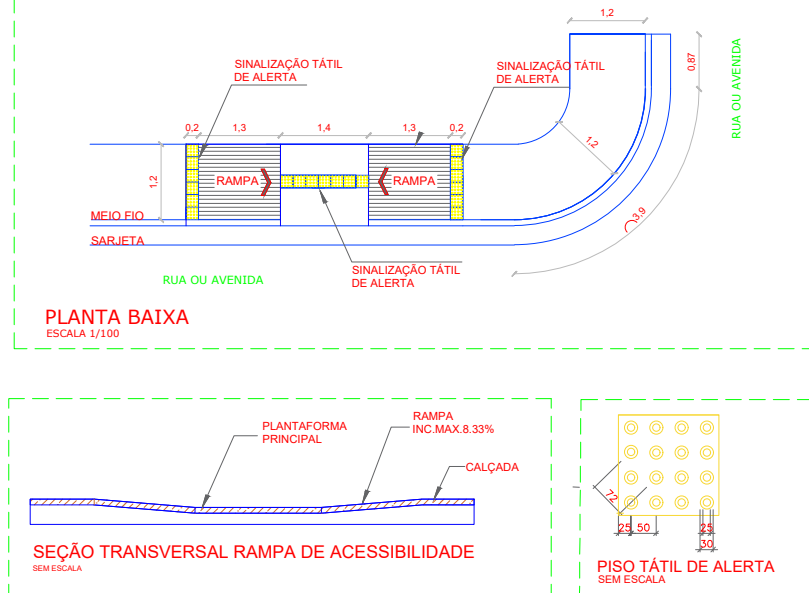 1,2
SINALIZAÇÃO TÁTIL
DE ALERTA
SINALIZAÇÃO TÁTIL
DE ALERTA
0,87
RUA OU AVENIDA
0,2
1,3
1,4
1,3
0,2
1,2
1,2
RAMPA
RAMPA
3,9
MEIO FIO
SARJETA
SINALIZAÇÃO TÁTIL
DE ALERTA
RUA OU AVENIDA
PLANTA BAIXA
ESCALA 1/100
PLANTAFORMA
PRINCIPAL
RAMPA
INC.MAX.8.33%
CALÇADA
SEÇÃO TRANSVERSAL RAMPA DE ACESSIBILIDADE
SEM ESCALA
72
25
50
25
30
PISO TÁTIL DE ALERTA
SEM ESCALA